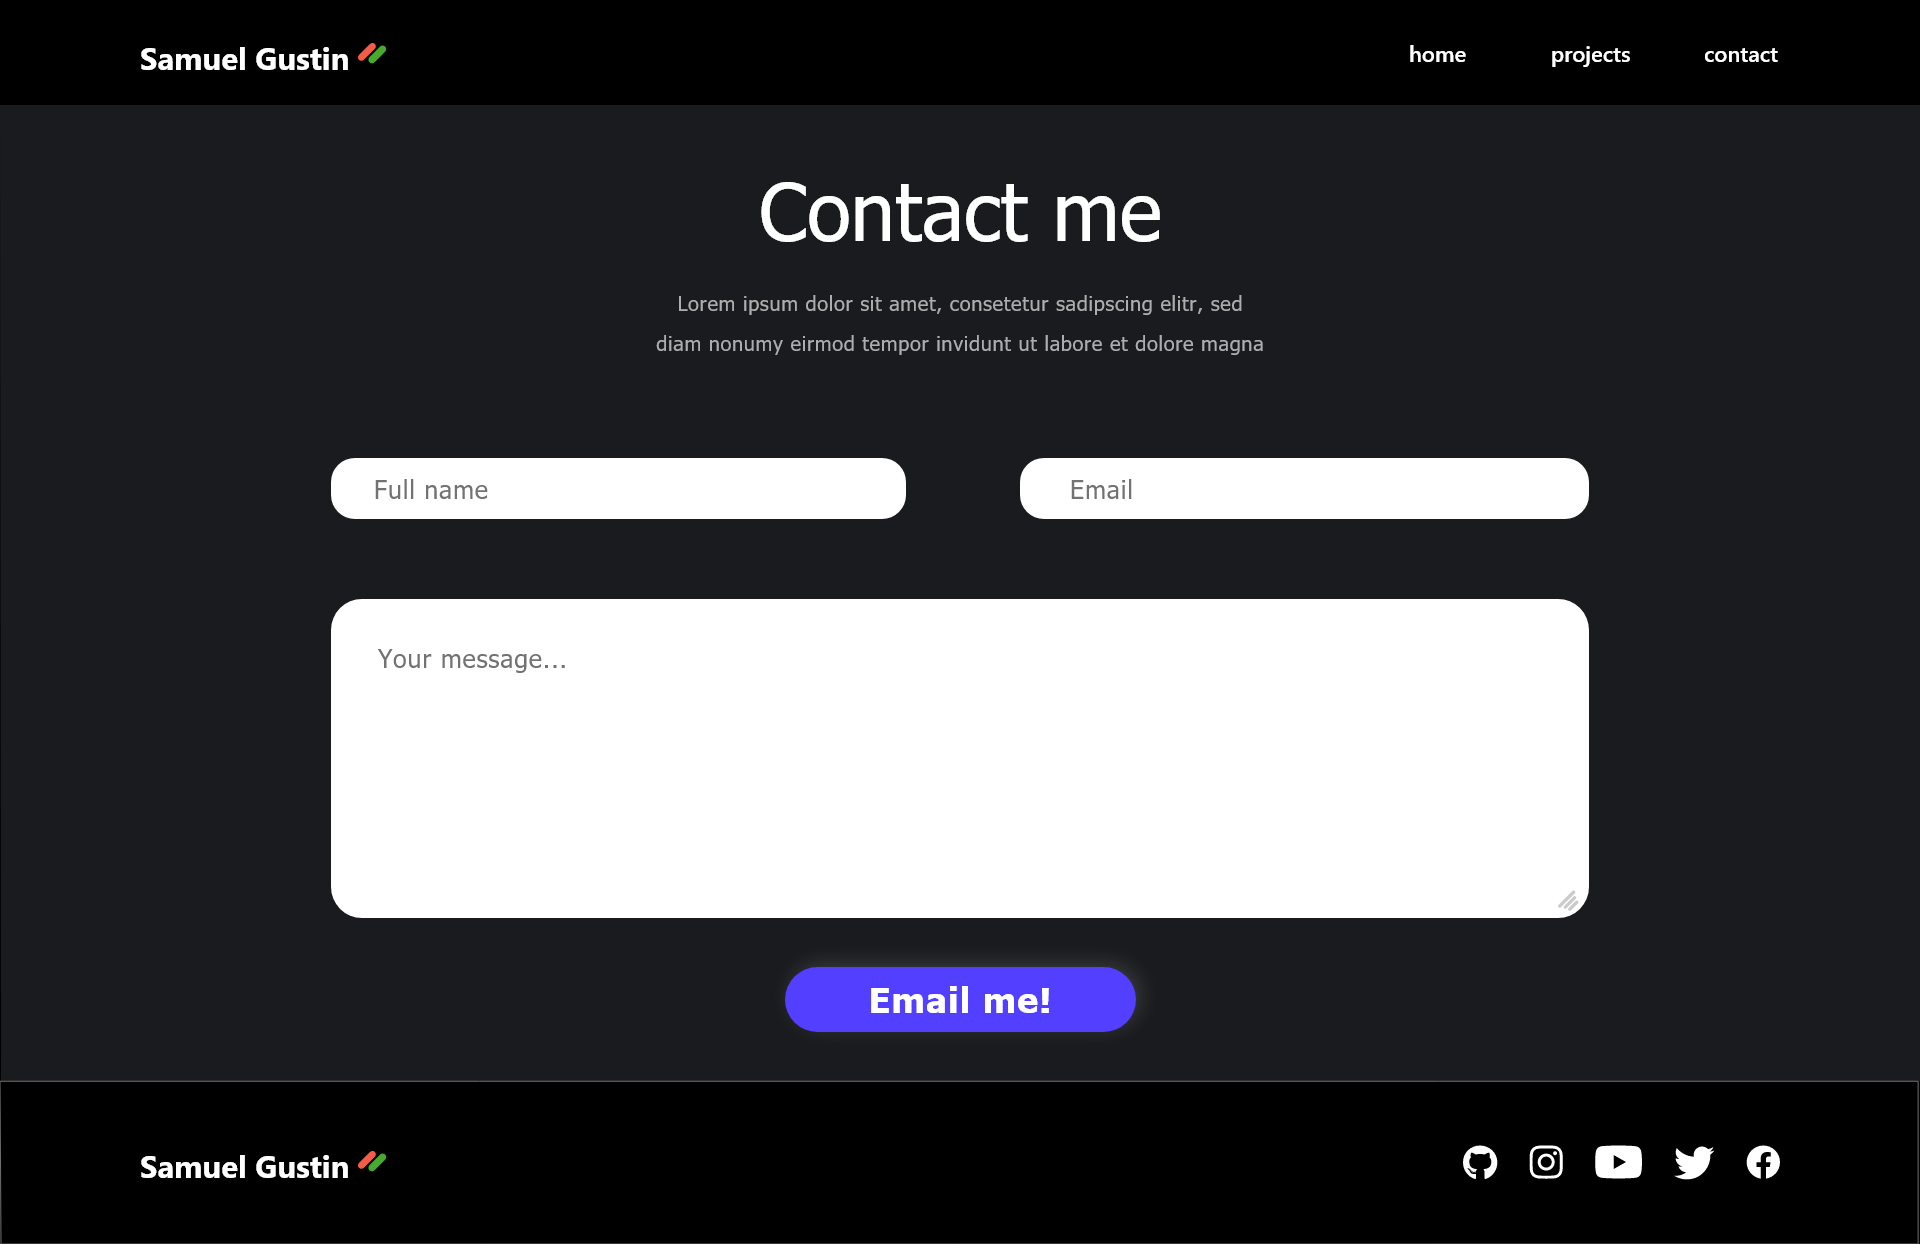 Samuel Gustin
home projects contact
Contact me
Lorem ipsum dolor sit amet, consetetur sadipscing elitr, sed
diam nonumy eirmod tempor invidunt ut labore et dolore magna
Full name
Email
Your message...
Email me!
Samuel Gustin